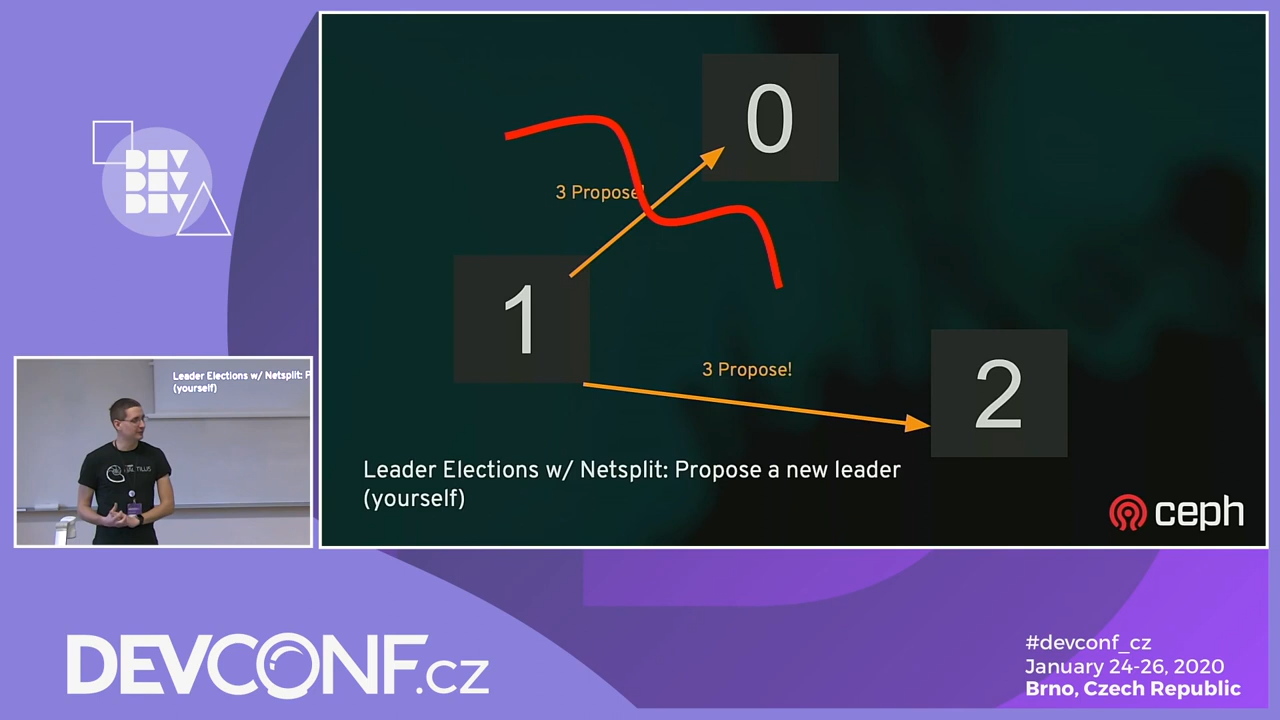 DEV
DEV
DEV
0
3 Propose!
1
3 Propose!
2
Leader Elections w/ Netsplit: Propose a new leader
(yourself)
ceph
Leader Elections w/ Netsplit: P
(yourself)
DEVCONF.cz
#devconf_cz
January 24-26, 2020
Brno, Czech Republic